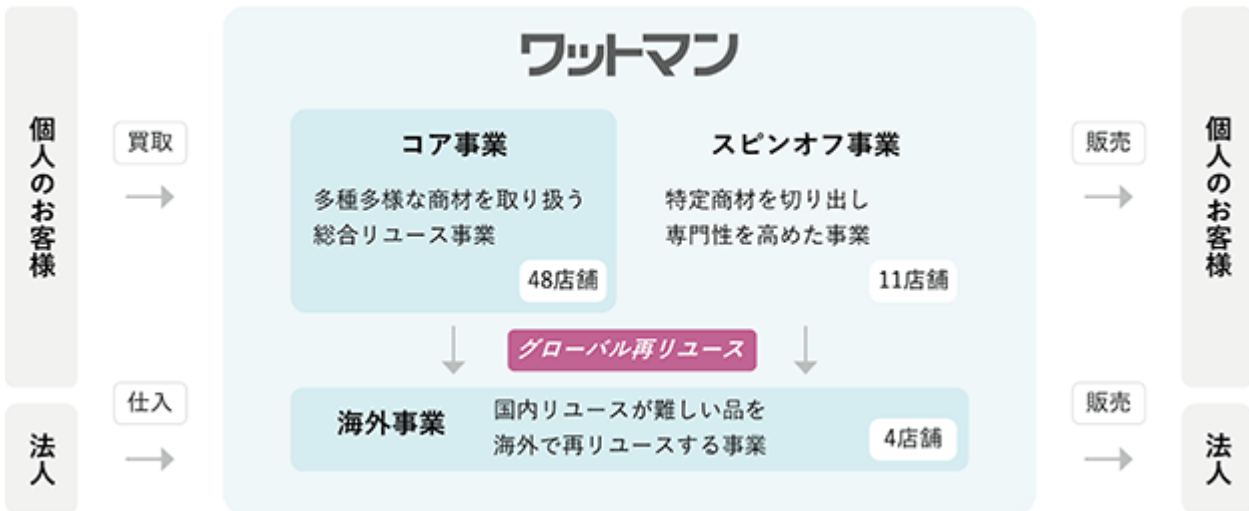 ワットマン
個人のお客様
買取
コア事業
多種多様な商材を取り扱う
総合リユース事業
48店舗
スピンオフ事業
特定商材を切り出し
専門性を高めた事業
11店舗
販売
個人のお客様
グローバル再リユース
法人
仕入
海外事業
国内リユースが難しい品を
海外で再リユースする事業
4店舗
販売
法人